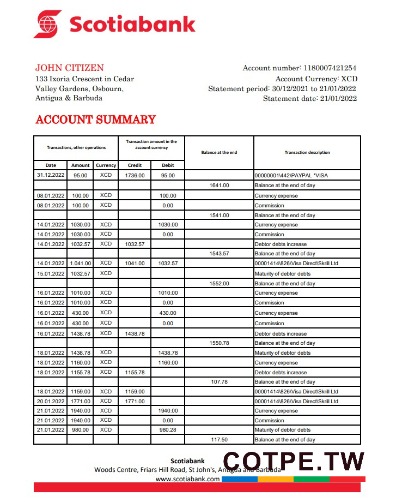 Scotiabank
JOHN CITIZEN
133 Ixoria Crescent in Cedar
Valley Gardens, Osbourn,
Antigua & Barbuda
Account number: 1180007421254
Account Currency: XCD
Statement period: 30/12/2021 to 21/01/2022
Statement date: 21/01/2022
ACCOUNT SUMMARY
Transactions, other operations | Transaction amount in the account currency | Balance at the end | Transaction description
Date Amount Currency Credit Debit
31.12.2022 95.00 XCD 1736.00 95.00 00000001\442\PAYPAL *VISA
1641.00 Balance at the end of day
08.01.2022 100.00 XCD 100.00 Currency expense
08.01.2022 100.00 XCD 0.00 Commission
1541.00 Balance at the end of day
14.01.2022 1030.00 XCD 1030.00 Currency expense
14.01.2022 1030.00 XCD 0.00 Commission
14.01.2022 1032.57 XCD 1032.57 Debtor debts increase
1543.57 Balance at the end of day
14.01.2022 1 041.00 XCD 1041.00 1032.57 00001414\826\Visa Direct\Skrill Ltd
15.01.2022 1032.57 XCD Maturity of debtor debts
1552.00 Balance at the end of day
16.01.2022 1010.00 XCD 1010.00 Currency expense
16.01.2022 1010.00 XCD 0.00 Commission
16.01.2022 430.00 XCD 430.00 Currency expense
16.01.2022 430.00 XCD 0.00 Commission
16.01.2022 1438.78 XCD 1438.78 Debtor debts increase
1550.78 Balance at the end of day
18.01.2022 1438.78 XCD 1438.78 Maturity of debtor debts
18.01.2022 1160.00 XCD 1160.00 Currency expense
18.01.2022 1155.78 XCD 1155.78 Debtor debts increase
107.78 Balance at the end of day
18.01.2022 1159.00 XCD 1159.00 00001414\826\Visa Direct\Skrill Ltd
20.01.2022 1771.00 XCD 1771.00 00001414\826\Visa Direct\Skrill Ltd
21.01.2022 1940.00 XCD 1940.00 Currency expense
21.01.2022 1940.00 XCD 0.00 Commission
21.01.2022 980.00 XCD 980.28 Maturity of debtor debts
117.50 Balance at the end of day
Scotiabank
Woods Centre, Friars Hill Road, St John's, Antigua and Barbuda
www.scotiabank.com
COTPE.TW